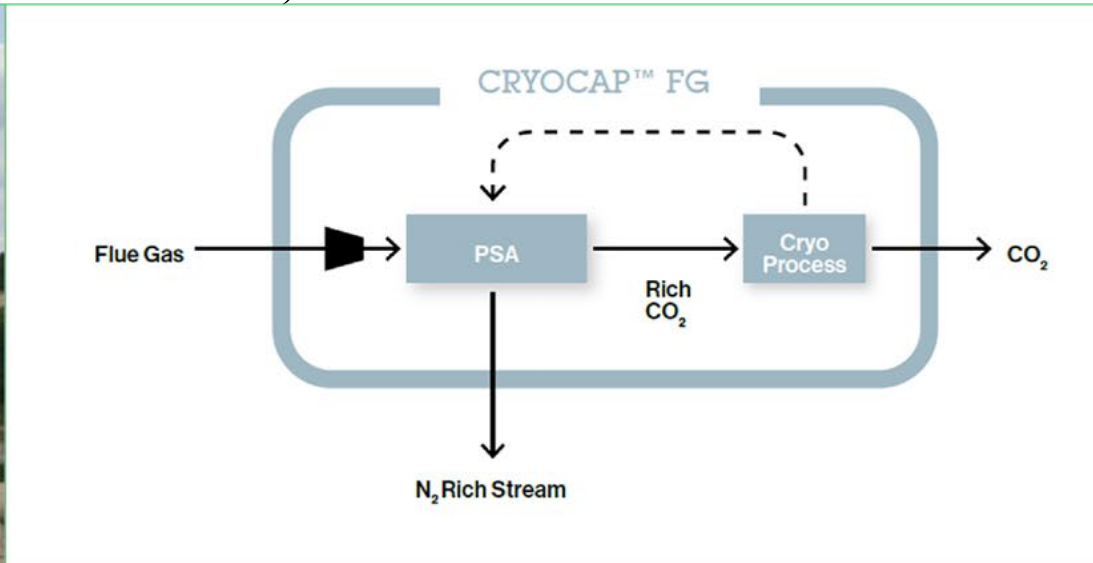 CRYOCAP™ FG
Flue Gas
PSA
Rich
CO₂
Cryo
Process
CO₂
N₂ Rich Stream